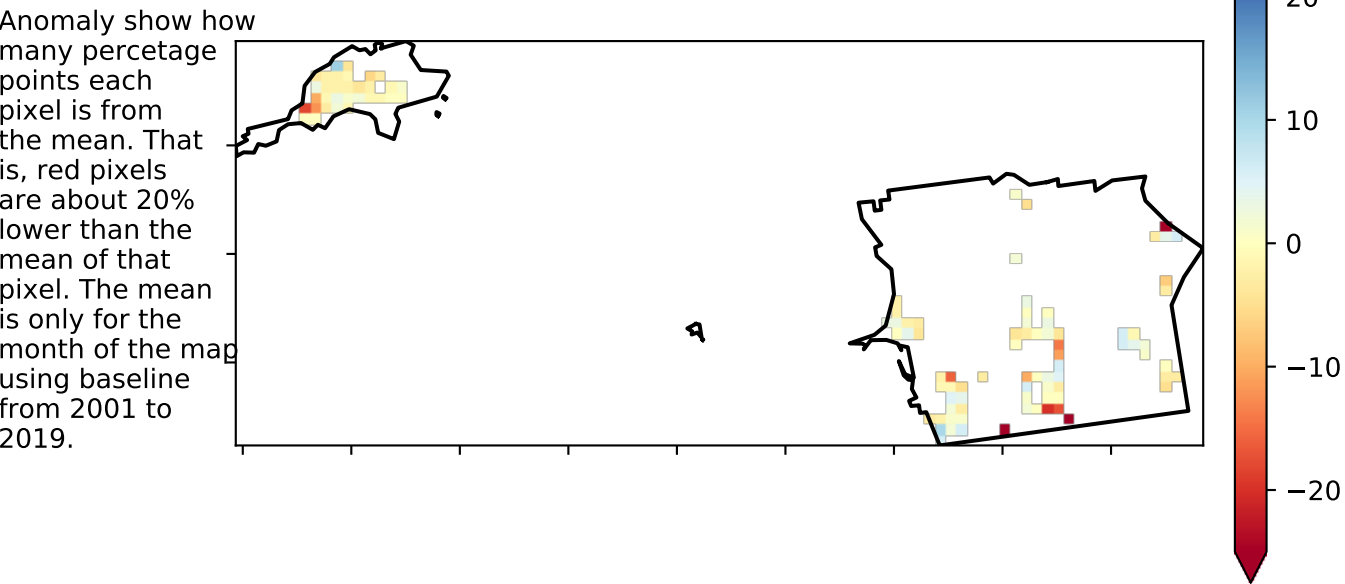 Anomaly show how
many percetage
points each
pixel is from
the mean. That
is, red pixels
are about 20%
lower than the
mean of that
pixel. The mean
is only for the
month of the map
using baseline
from 2001 to
2019.
20
10
0
−10
−20